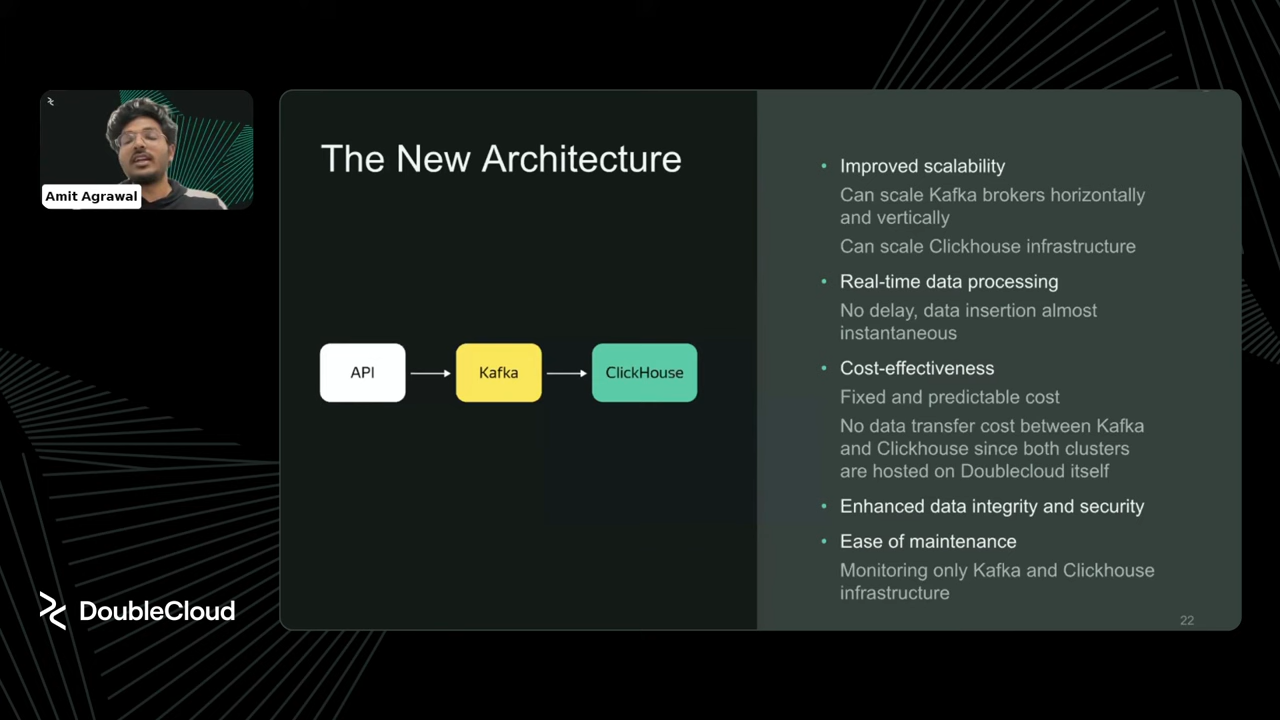 Amit Agrawal
The New Architecture
API
Kafka
ClickHouse
• Improved scalability
Can scale Kafka brokers horizontally
and vertically
Can scale Clickhouse infrastructure
• Real-time data processing
No delay, data insertion almost
instantaneous
• Cost-effectiveness
Fixed and predictable cost
No data transfer cost between Kafka
and Clickhouse since both clusters
are hosted on Doublecloud itself
• Enhanced data integrity and security
• Ease of maintenance
Monitoring only Kafka and Clickhouse
infrastructure
22
DoubleCloud